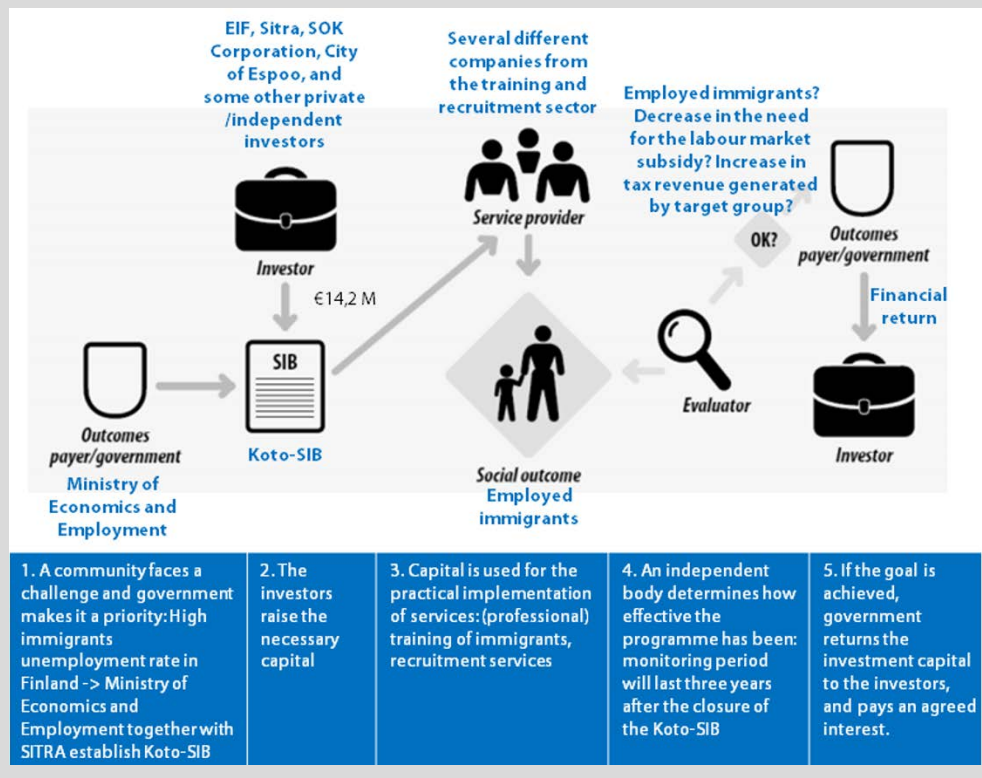 EIF, Sitra, SOK
Corporation, City
of Espoo, and
some other private
/independent
investors
Several different
companies from
the training and
recruitment sector
Employed immigrants?
Decrease in the need
for the labour market
subsidy? Increase in
tax revenue generated
by target group?
Service provider
OK?
Outcomes
payer/government
Investor
€14,2 M
Financial
return
SIB
Evaluator
Outcomes
payer/government
Koto-SIB
Investor
Social outcome
Ministry of
Economics and
Employment
Employed
immigrants
1. A community faces a
challenge and government
makes it a priority: High
immigrants
unemployment rate in
Finland -> Ministry of
Economics and
Employment together with
SITRA establish Koto-SIB
2. The
investors
raise the
necessary
capital
3. Capital is used for the
practical implementation
of services: (professional)
training of immigrants,
recruitment services
4. An independent
body determines how
effective the
programme has been:
monitoring period
will last three years
after the closure of
the Koto-SIB
5. If the goal is
achieved,
government
returns the
investment capital
to the investors,
and pays an agreed
interest.